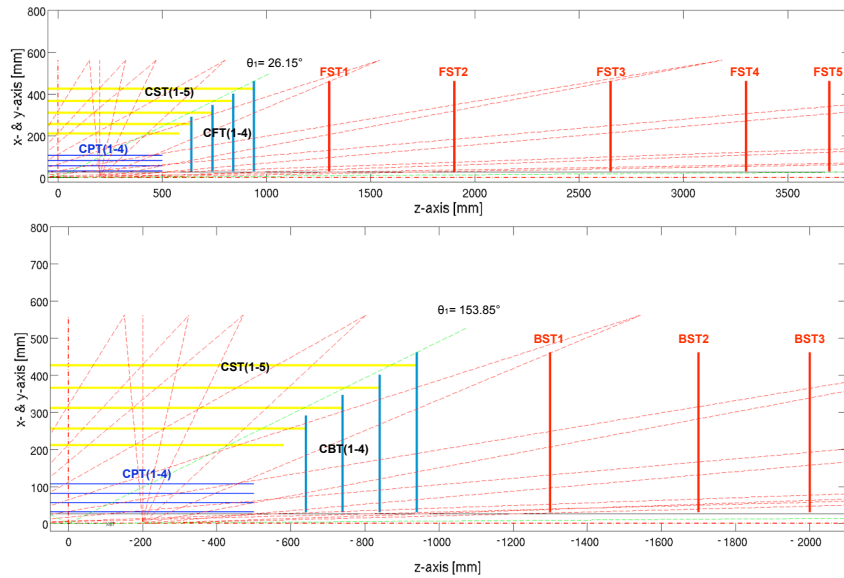 800
600
400
200
0
x- & y-axis [mm]
θ₁= 26.15°
FST1
FST2
FST3
FST4
FST5
CST(1-5)
CFT(1-4)
CPT(1-4)
0
500
1000
1500
2000
2500
3000
3500
z-axis [mm]
800
700
600
500
400
300
200
100
0
x- & y-axis [mm]
θ₁= 153.85°
BST1
BST2
BST3
CST(1-5)
CBT(1-4)
CPT(1-4)
0
- 200
- 400
- 600
- 800
- 1000
- 1200
- 1400
- 1600
- 1800
- 2000
z-axis [mm]